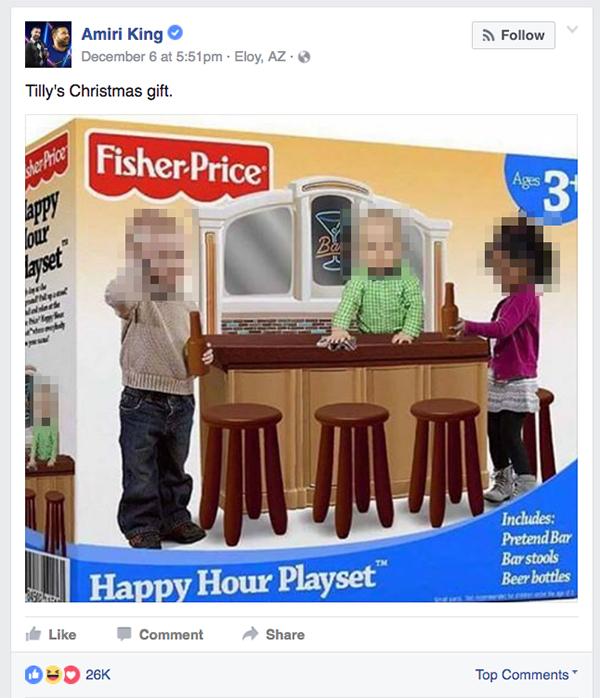 Amiri King
Follow
December 6 at 5:51pm · Eloy, AZ ·
Tilly's Christmas gift.
Fisher-Price®
Ages 3+
Bar
Happy Hour Playset™
Includes:
Pretend Bar
Bar stools
Beer bottles
Like Comment Share
26K
Top Comments